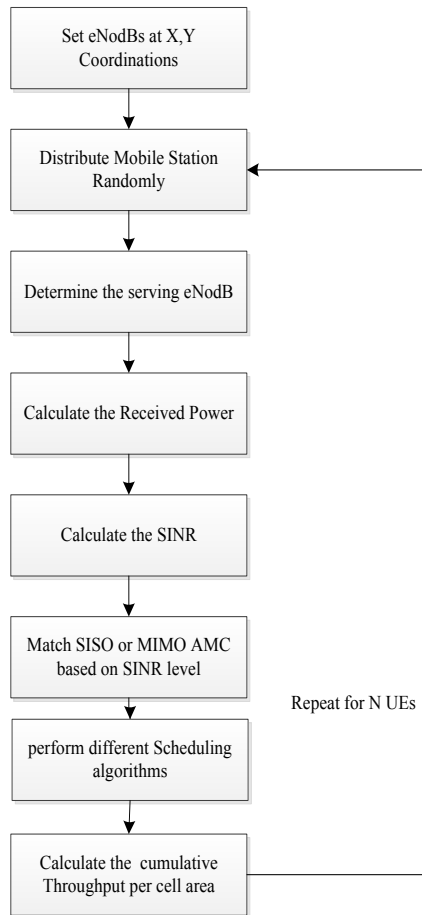 Set eNodBs at X,Y
Coordinations
Distribute Mobile Station
Randomly
Determine the serving eNodB
Calculate the Received Power
Calculate the SINR
Match SISO or MIMO AMC
based on SINR level
Repeat for N UEs
perform different Scheduling
algorithms
Calculate the cumulative
Throughput per cell area